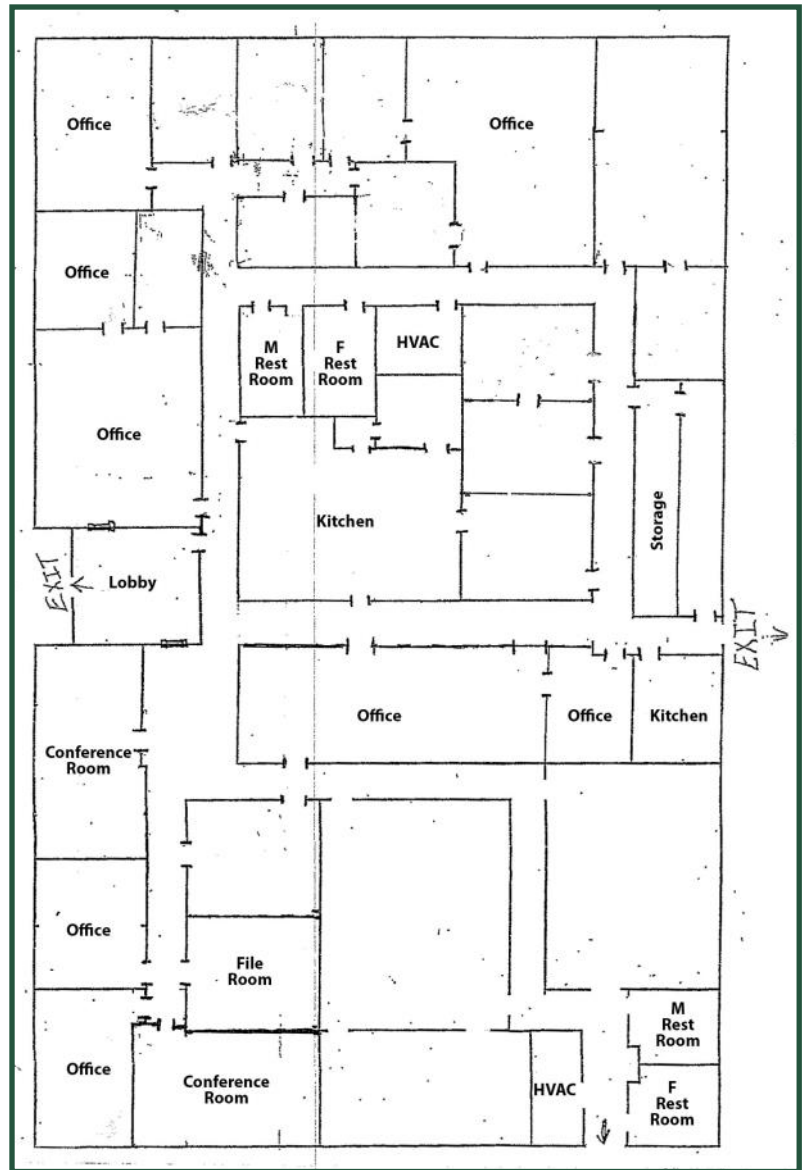 Office
Office
Office
M
Rest
Room
F
Rest
Room
HVAC
Office
Kitchen
Storage
EXIT
Lobby
EXIT
Office
Office
Kitchen
Conference
Room
Office
File
Room
Office
Conference
Room
HVAC
M
Rest
Room
F
Rest
Room